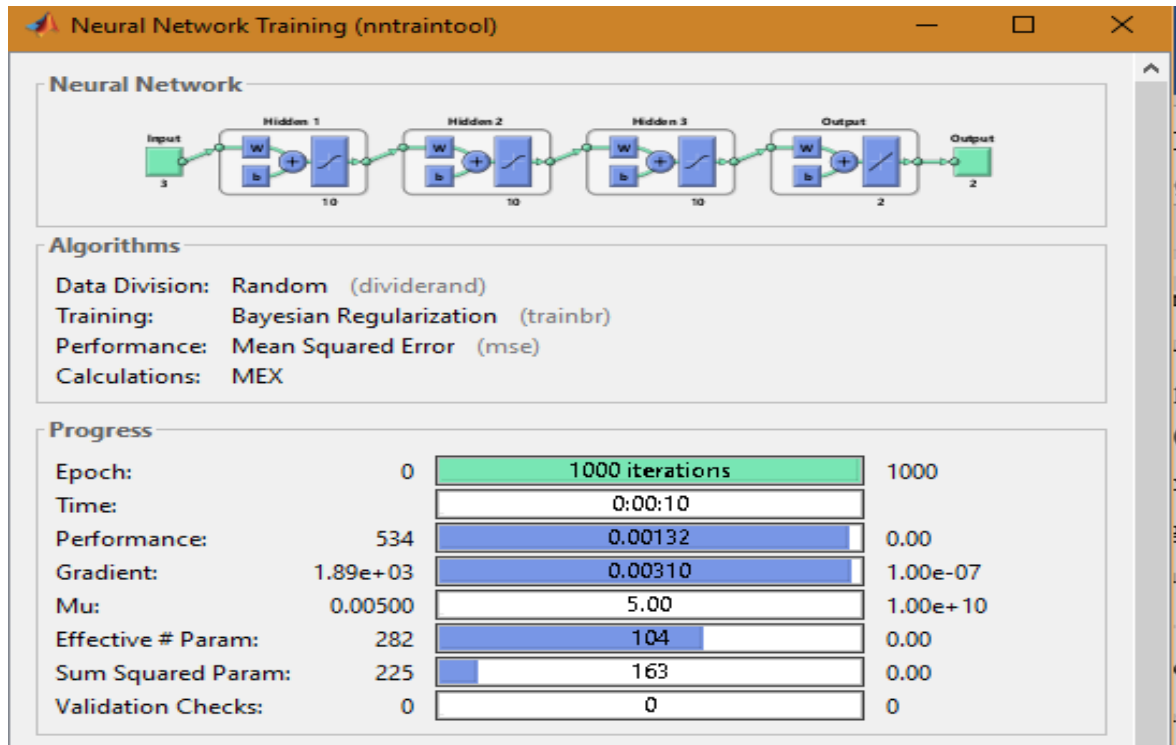 Neural Network Training (nntraintool)
Neural Network
Hidden 1 Hidden 2 Hidden 3 Output
Input Output
W W W W
+ + + +
b b b b
3 10 10 10 2 2
Algorithms
Data Division: Random (dividerand)
Training: Bayesian Regularization (trainbr)
Performance: Mean Squared Error (mse)
Calculations: MEX
Progress
Epoch: 0 1000 iterations 1000
Time: 0:00:10
Performance: 534 0.00132 0.00
Gradient: 1.89e+03 0.00310 1.00e-07
Mu: 0.00500 5.00 1.00e+10
Effective # Param: 282 104 0.00
Sum Squared Param: 225 163 0.00
Validation Checks: 0 0 0